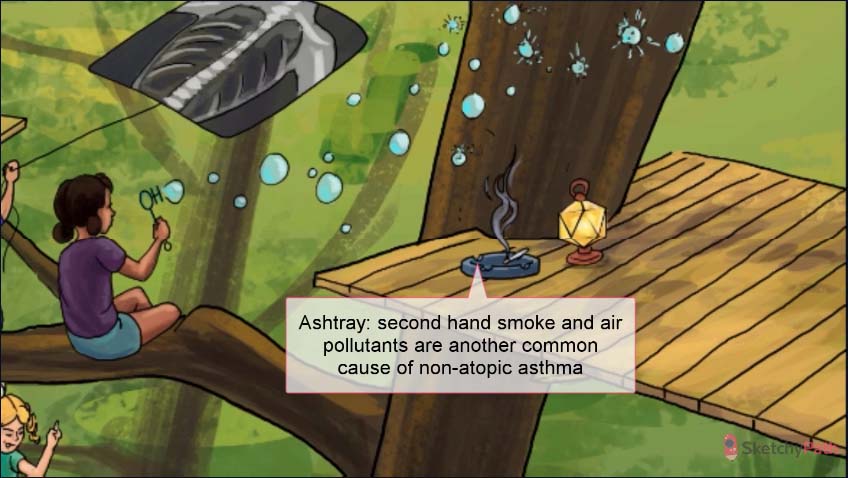 OH
Ashtray: second hand smoke and air
pollutants are another common
cause of non-atopic asthma
SketchyPath